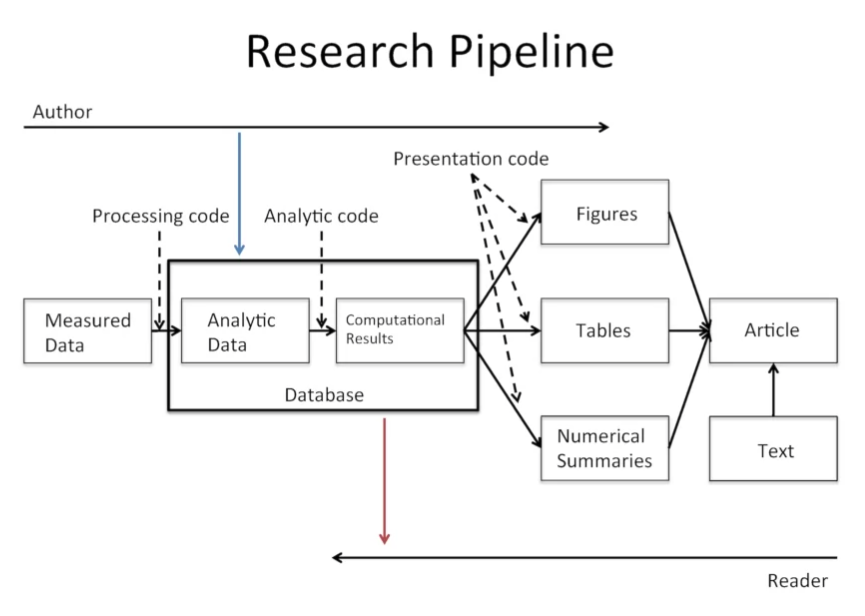 Research Pipeline
Author
Presentation code
Processing code
Analytic code
Figures
Measured
Data
Analytic
Data
Computational
Results
Tables
Article
Database
Numerical
Summaries
Text
Reader